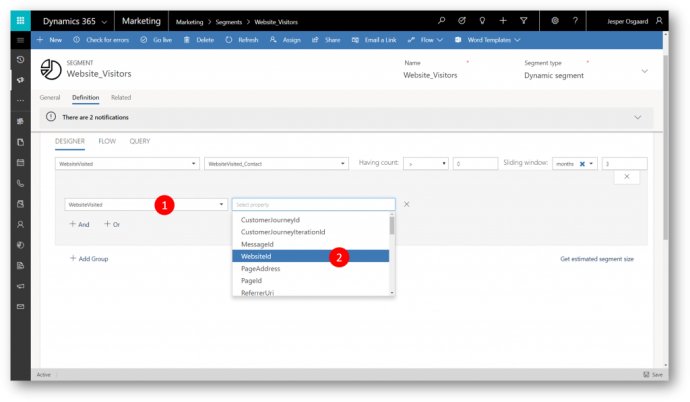 Dynamics 365 Marketing Marketing > Segments > Website_Visitors Jesper Osgaard
New Check for errors Go live Delete Refresh Assign Share Email a Link Flow Word Templates
SEGMENT
Website_Visitors
Name *
Website_Visitors
Segment type *
Dynamic segment
General Definition Related
There are 2 notifications
DESIGNER FLOW QUERY
WebsiteVisited WebsiteVisited_Contact Having count: Sliding window: months
WebsiteVisited 1 Select property
+ And + Or
CustomerJourneyId
CustomerJourneyIterationId
MessageId
WebsiteId 2
PageAddress
PageId
ReferrerUri
+ Add Group Get estimated segment size
Active Save